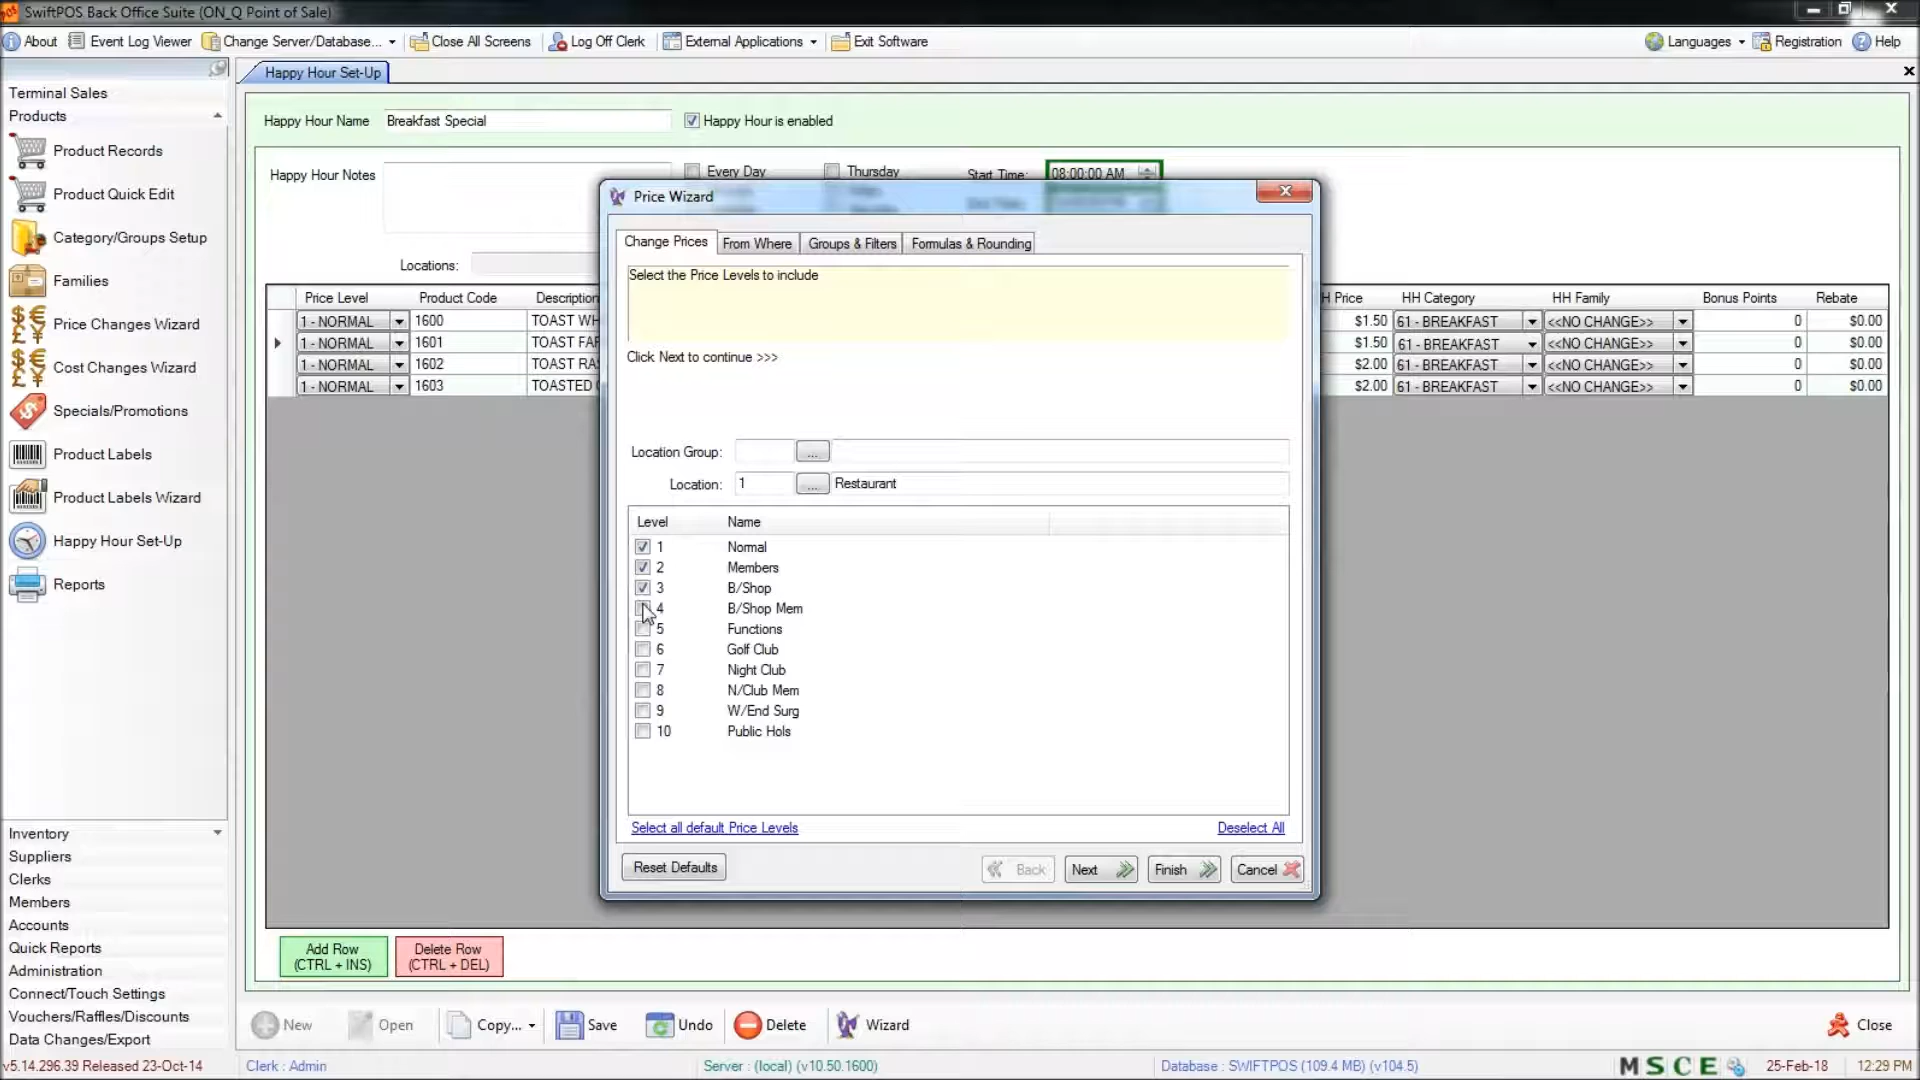 SwiftPOS Back Office Suite (ON_Q Point of Sale)
About Event Log Viewer Change Server/Database... Close All Screens Log Off Clerk External Applications Exit Software Languages Registration Help
Happy Hour Set-Up
Terminal Sales
Products
Product Records
Product Quick Edit
Category/Groups Setup
Families
Price Changes Wizard
Cost Changes Wizard
Specials/Promotions
Product Labels
Product Labels Wizard
Happy Hour Set-Up
Reports
Inventory
Suppliers
Clerks
Members
Accounts
Quick Reports
Administration
Connect/Touch Settings
Vouchers/Raffles/Discounts
Data Changes/Export
Happy Hour Name Breakfast Special Happy Hour is enabled
Happy Hour Notes Every Day Thursday Start Time: 08:00:00 AM
Locations:
Price Level Product Code Description H Price HH Category HH Family Bonus Points Rebate
1 - NORMAL 1600 TOAST WH $1.50 61 - BREAKFAST <<NO CHANGE>> 0 $0.00
1 - NORMAL 1601 TOAST FA $1.50 61 - BREAKFAST <<NO CHANGE>> 0 $0.00
1 - NORMAL 1602 TOAST RA $2.00 61 - BREAKFAST <<NO CHANGE>> 0 $0.00
1 - NORMAL 1603 TOASTED $2.00 61 - BREAKFAST <<NO CHANGE>> 0 $0.00
Price Wizard
Change Prices From Where Groups & Filters Formulas & Rounding
Select the Price Levels to include
Click Next to continue >>>
Location Group: ...
Location: 1 ... Restaurant
Level Name
1 Normal
2 Members
3 B/Shop
4 B/Shop Mem
5 Functions
6 Golf Club
7 Night Club
8 N/Club Mem
9 W/End Surg
10 Public Hols
Select all default Price Levels Deselect All
Reset Defaults Back Next Finish Cancel
Add Row
(CTRL + INS)
Delete Row
(CTRL + DEL)
New Open Copy... Save Undo Delete Wizard Close
v5.14.296.39 Released 23-Oct-14 Clerk : Admin Server : (local) (v10.50.1600) Database : SWIFTPOS (109.4 MB) (v104.5) M S C E 25-Feb-18 12:29 PM